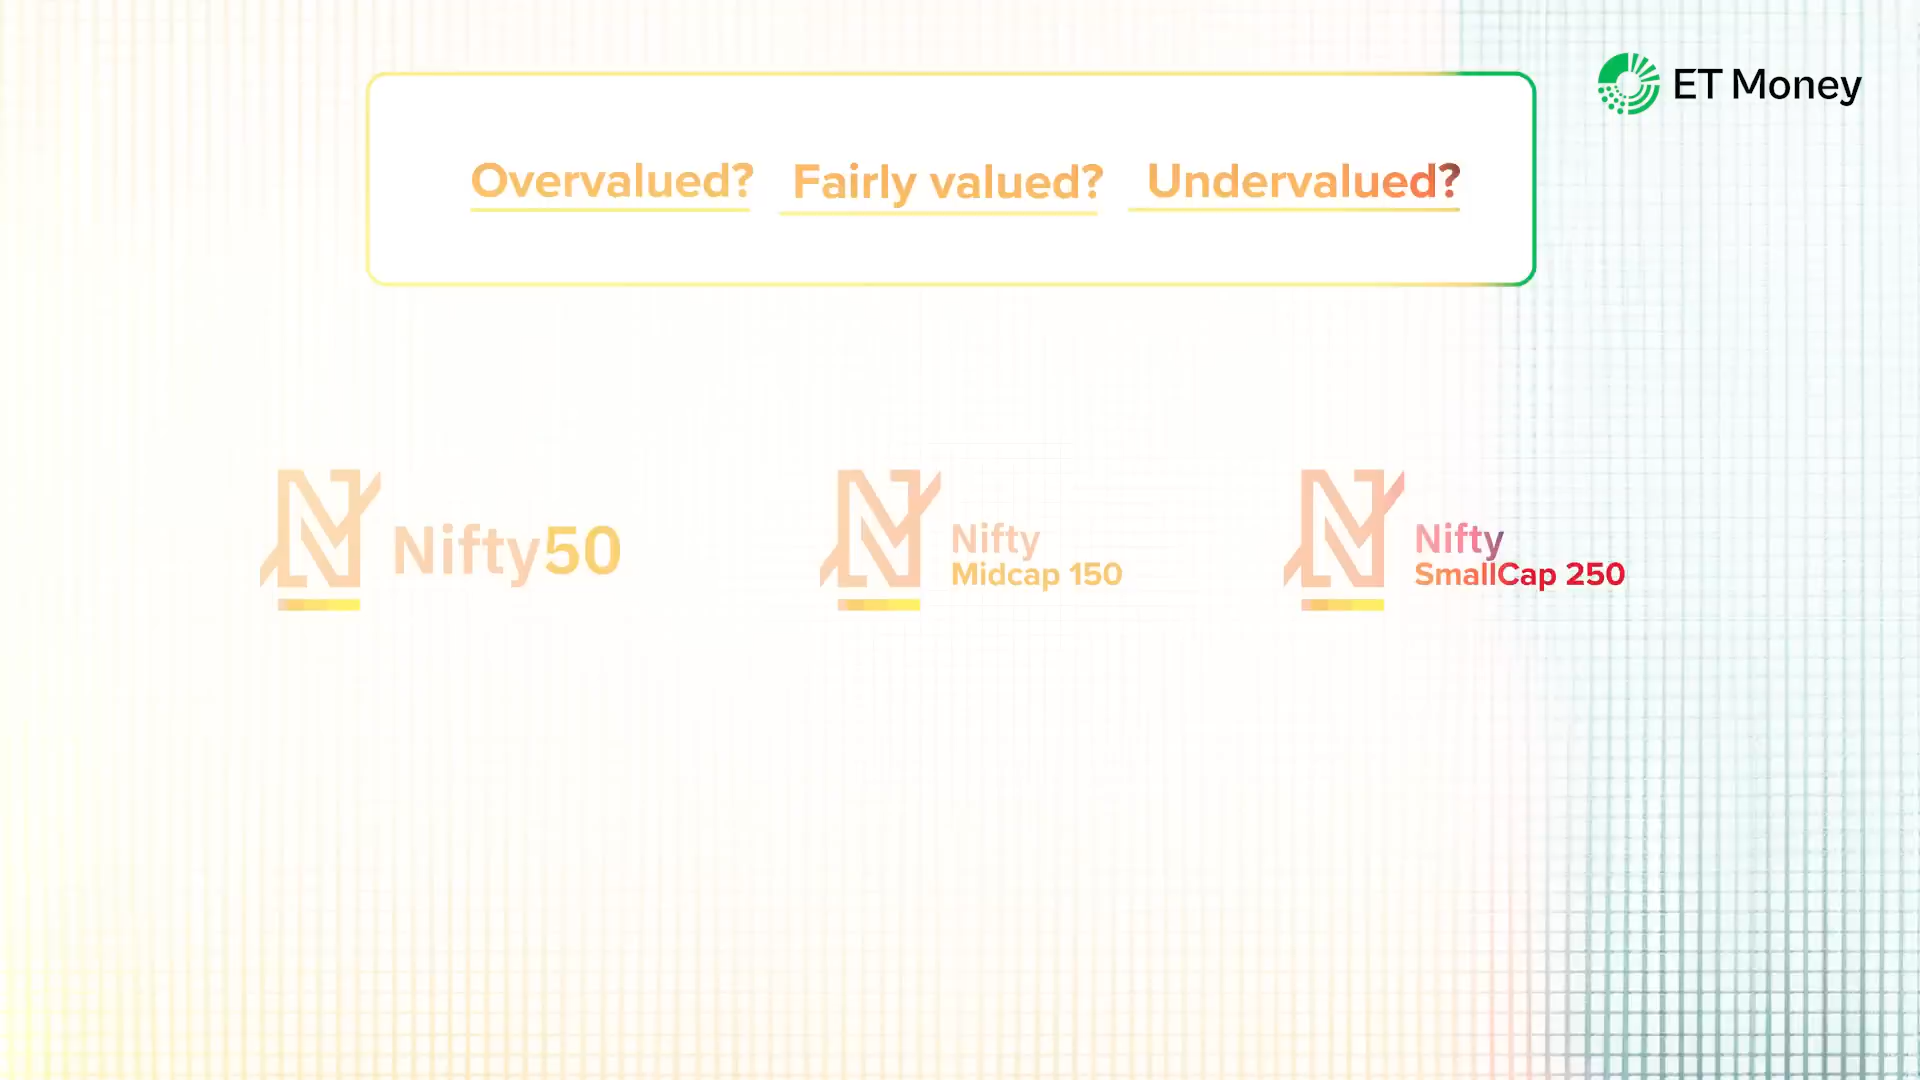 ET Money
Overvalued? Fairly valued? Undervalued?
Nifty50
Nifty
Midcap 150
Nifty
SmallCap 250